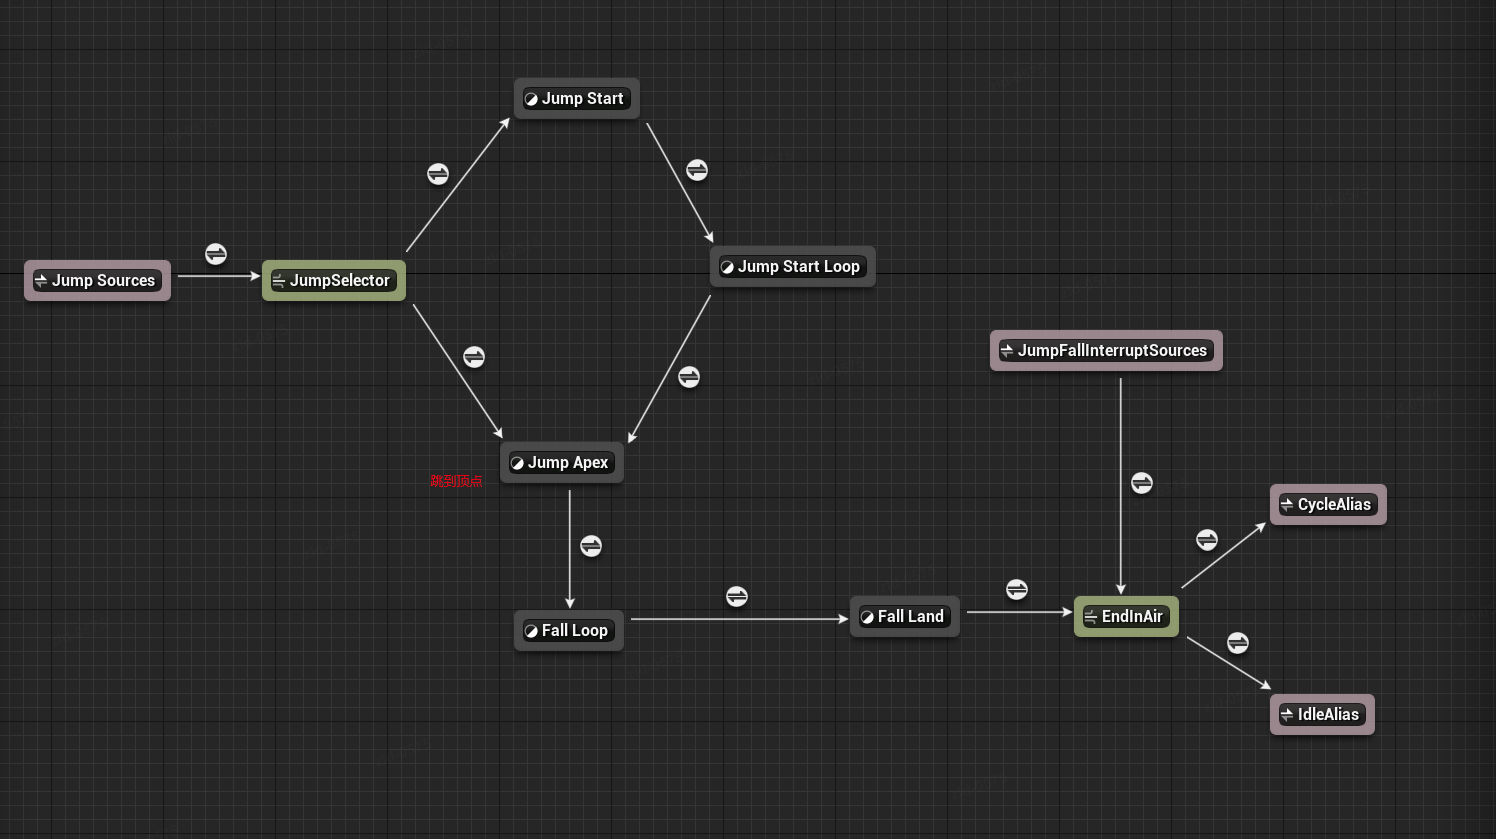 Jump Start
Jump Start Loop
Jump Sources
JumpSelector
JumpFallInterruptSources
Jump Apex
跳到顶点
CycleAlias
Fall Loop
Fall Land
EndInAir
IdleAlias